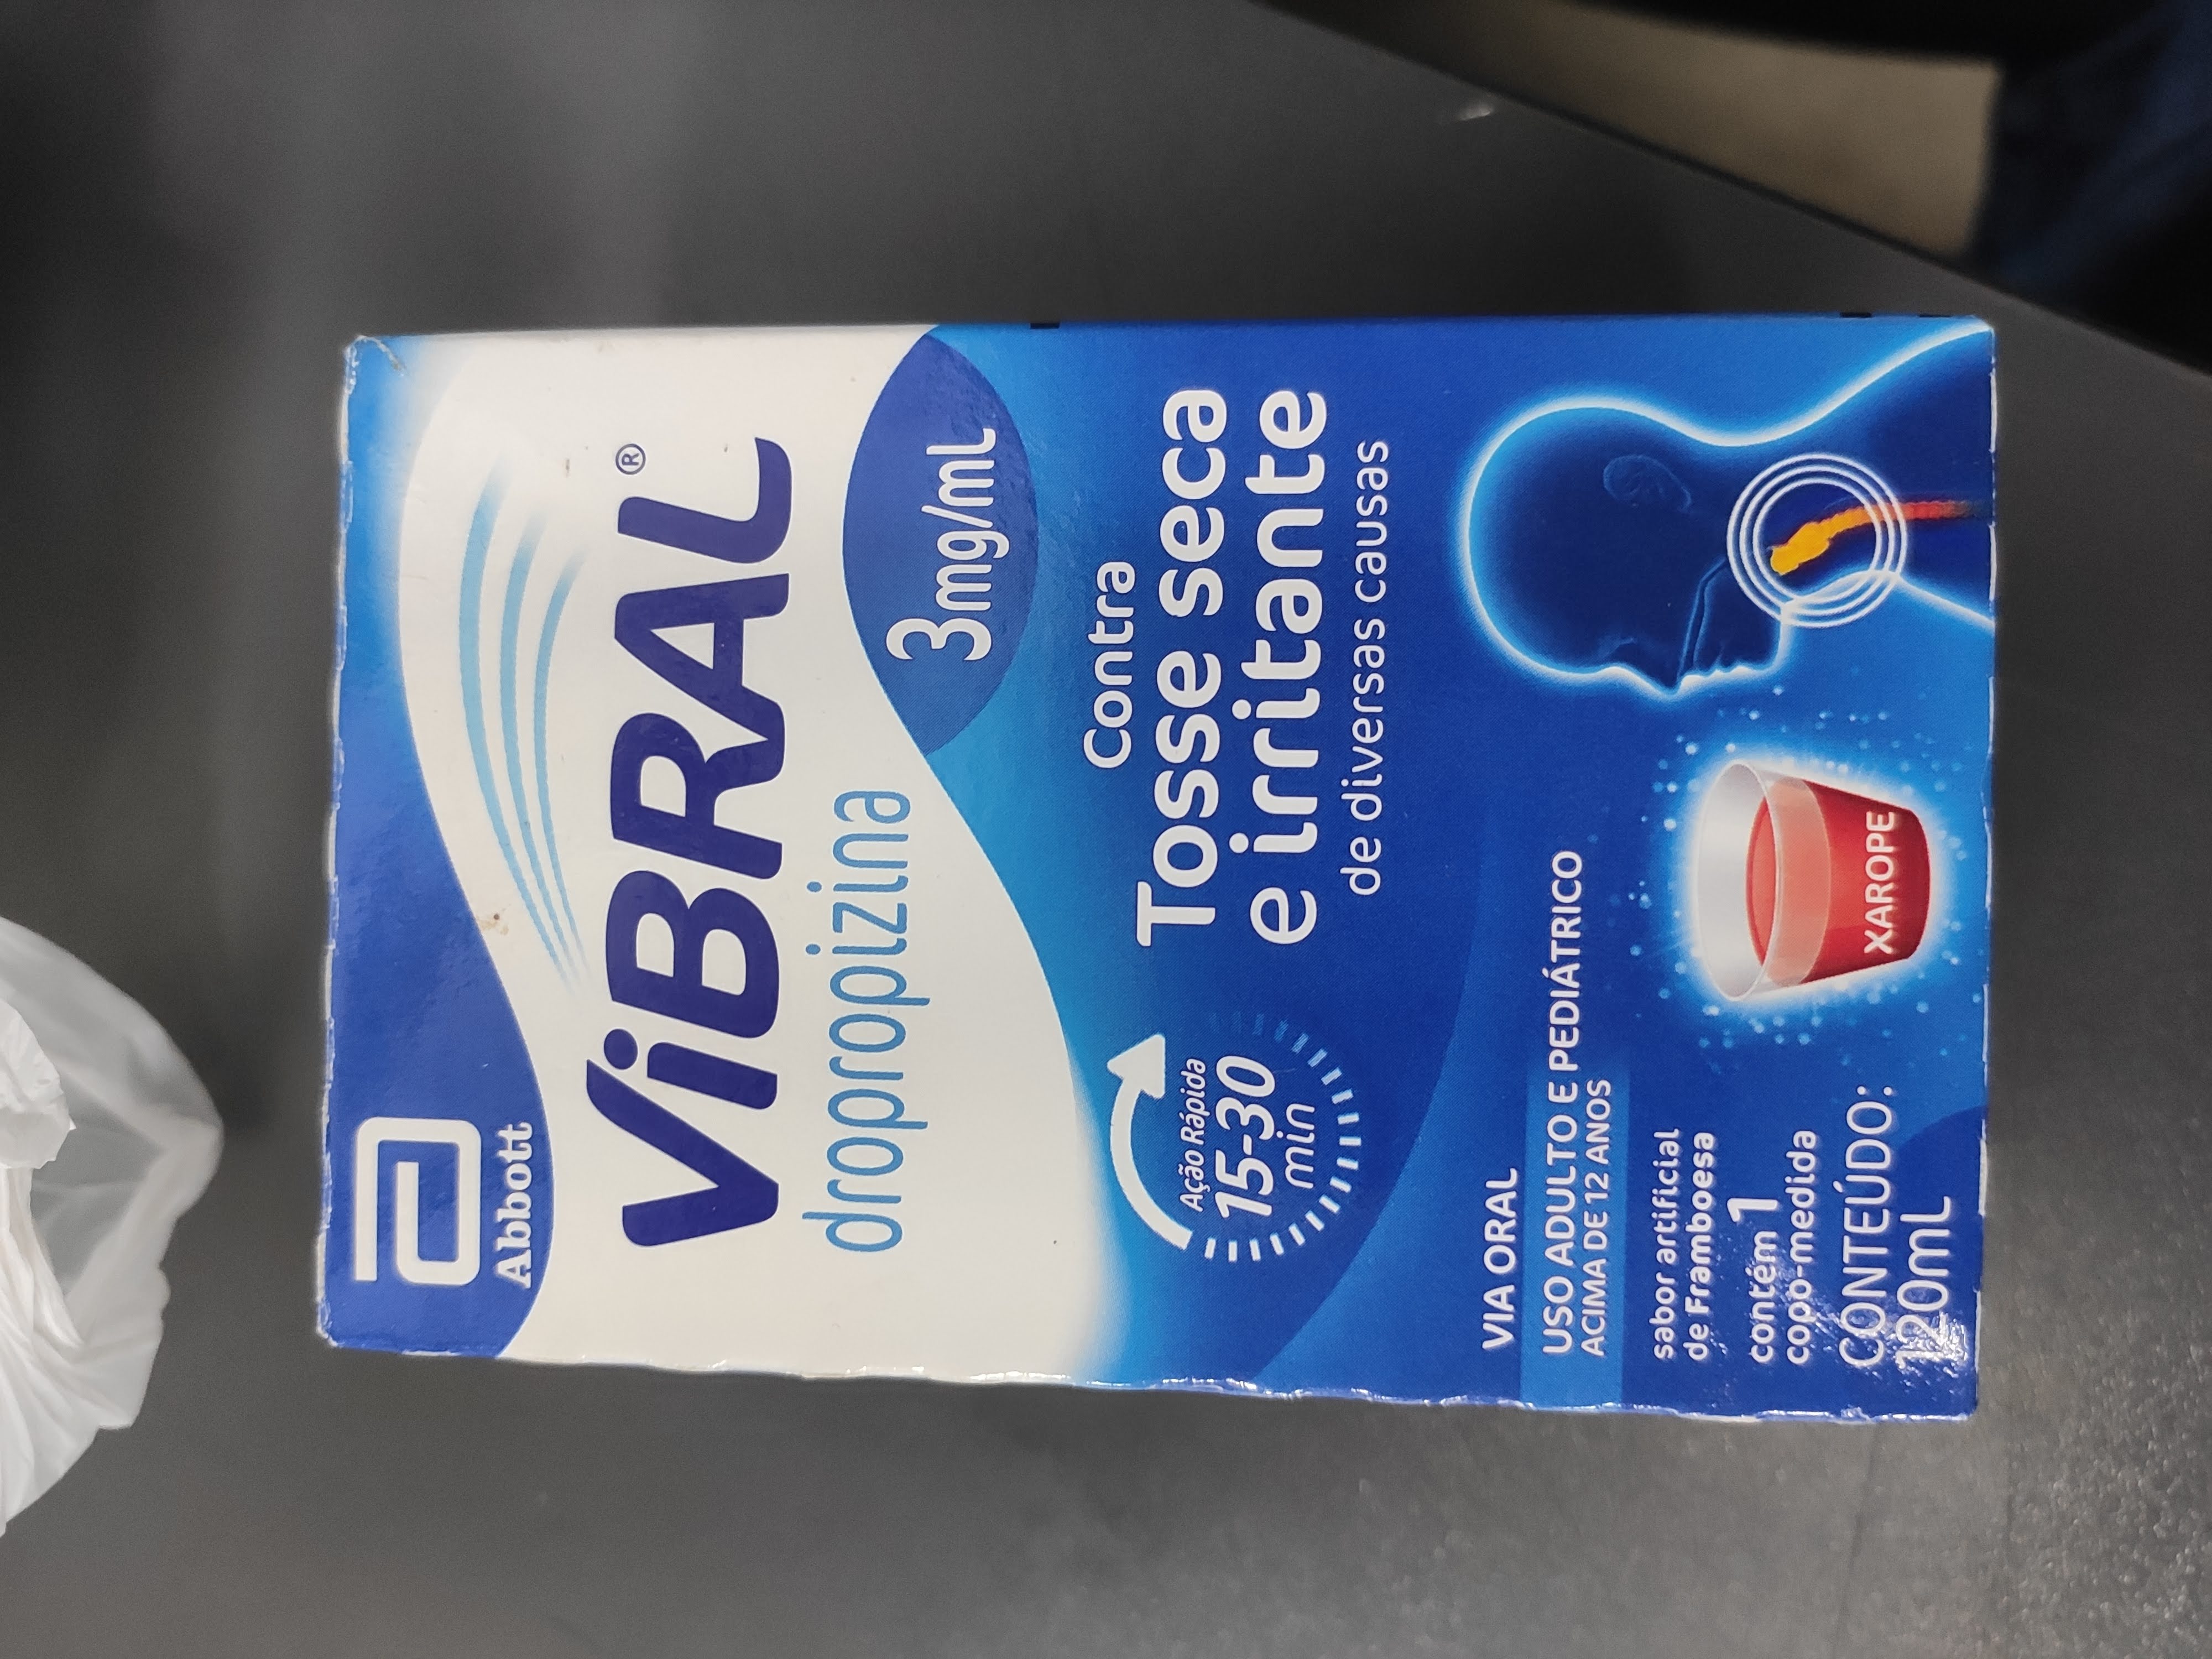 Abbott
ViBRAL®
dropropizina
3mg/mL
Contra
Tosse seca
e irritante
de diversas causas
Ação Rápida
15-30
min
VIA ORAL
USO ADULTO E PEDIÁTRICO
ACIMA DE 12 ANOS
sabor artificial
de Framboesa
contém 1
copo-medida
CONTEÚDO:
120mL
XAROPE